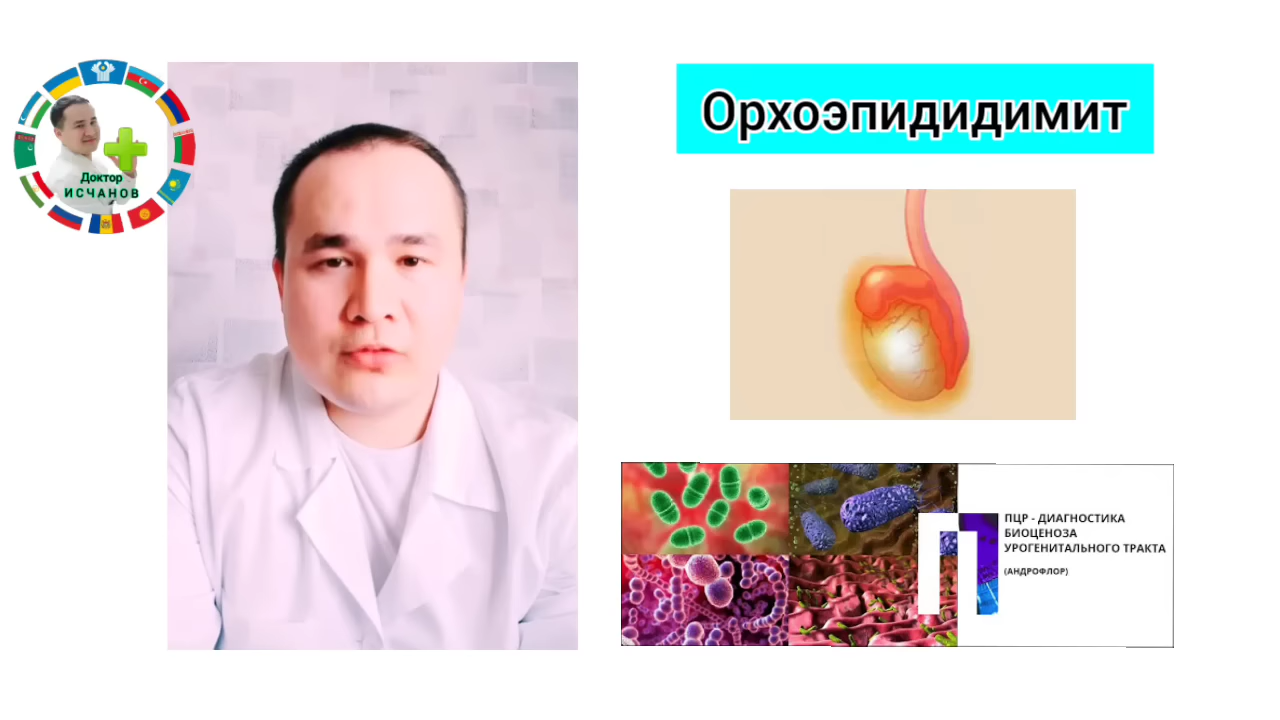 Доктор
ИСЧАНОВ
Орхоэпидидимит
ПЦР - ДИАГНОСТИКА
БИОЦЕНОЗА
УРОГЕНИТАЛЬНОГО ТРАКТА
(АНДРОФЛОР)